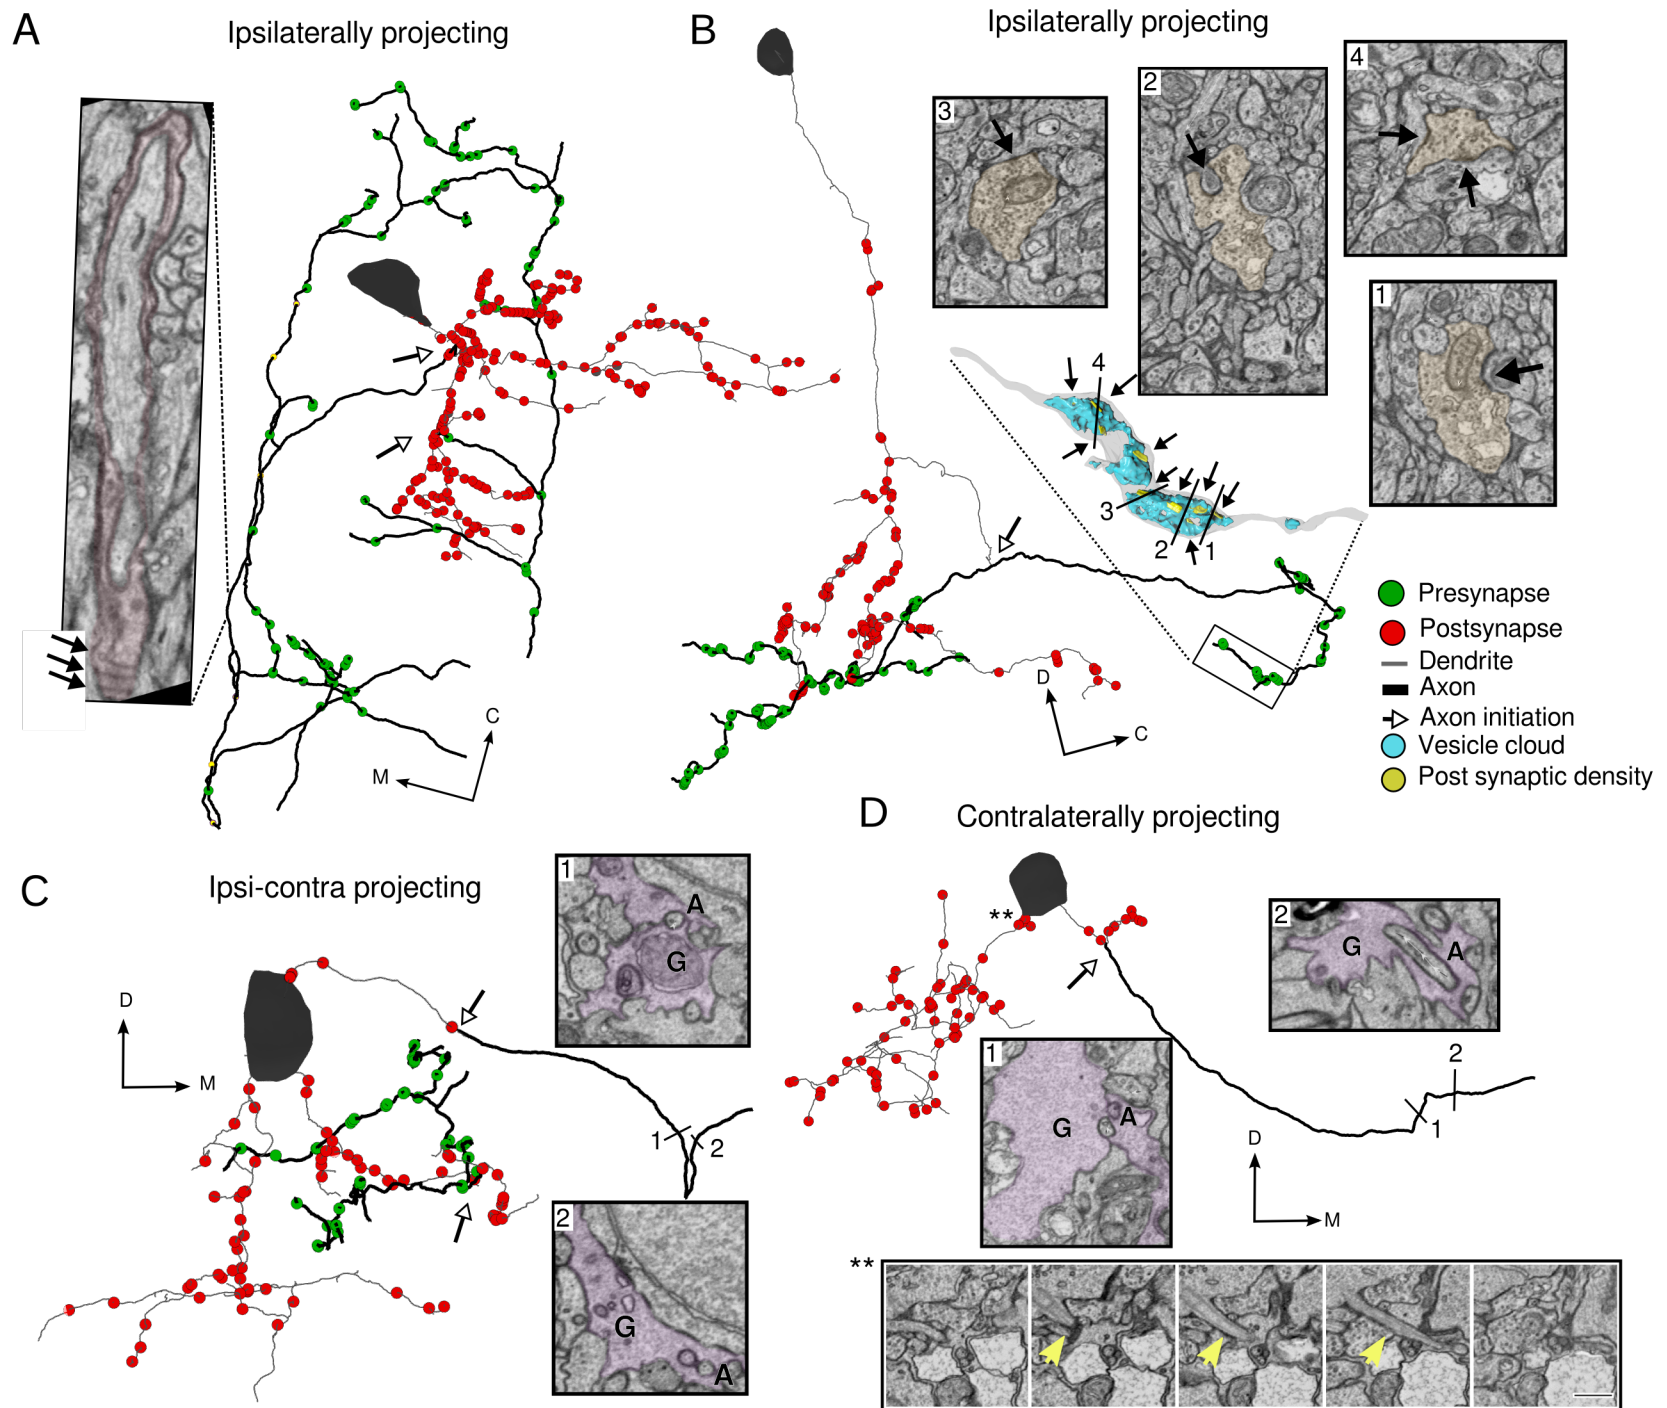 A
Ipsilaterally projecting
C
M
B
Ipsilaterally projecting
3
2
4
1
4
3
2
1
D
C
Presynapse
Postsynapse
Dendrite
Axon
Axon initiation
Vesicle cloud
Post synaptic density
C
Ipsi-contra projecting
D
M
1
A
G
1
2
2
G
A
D
Contralaterally projecting
**
2
G
A
1
G
A
2
1
D
M
**